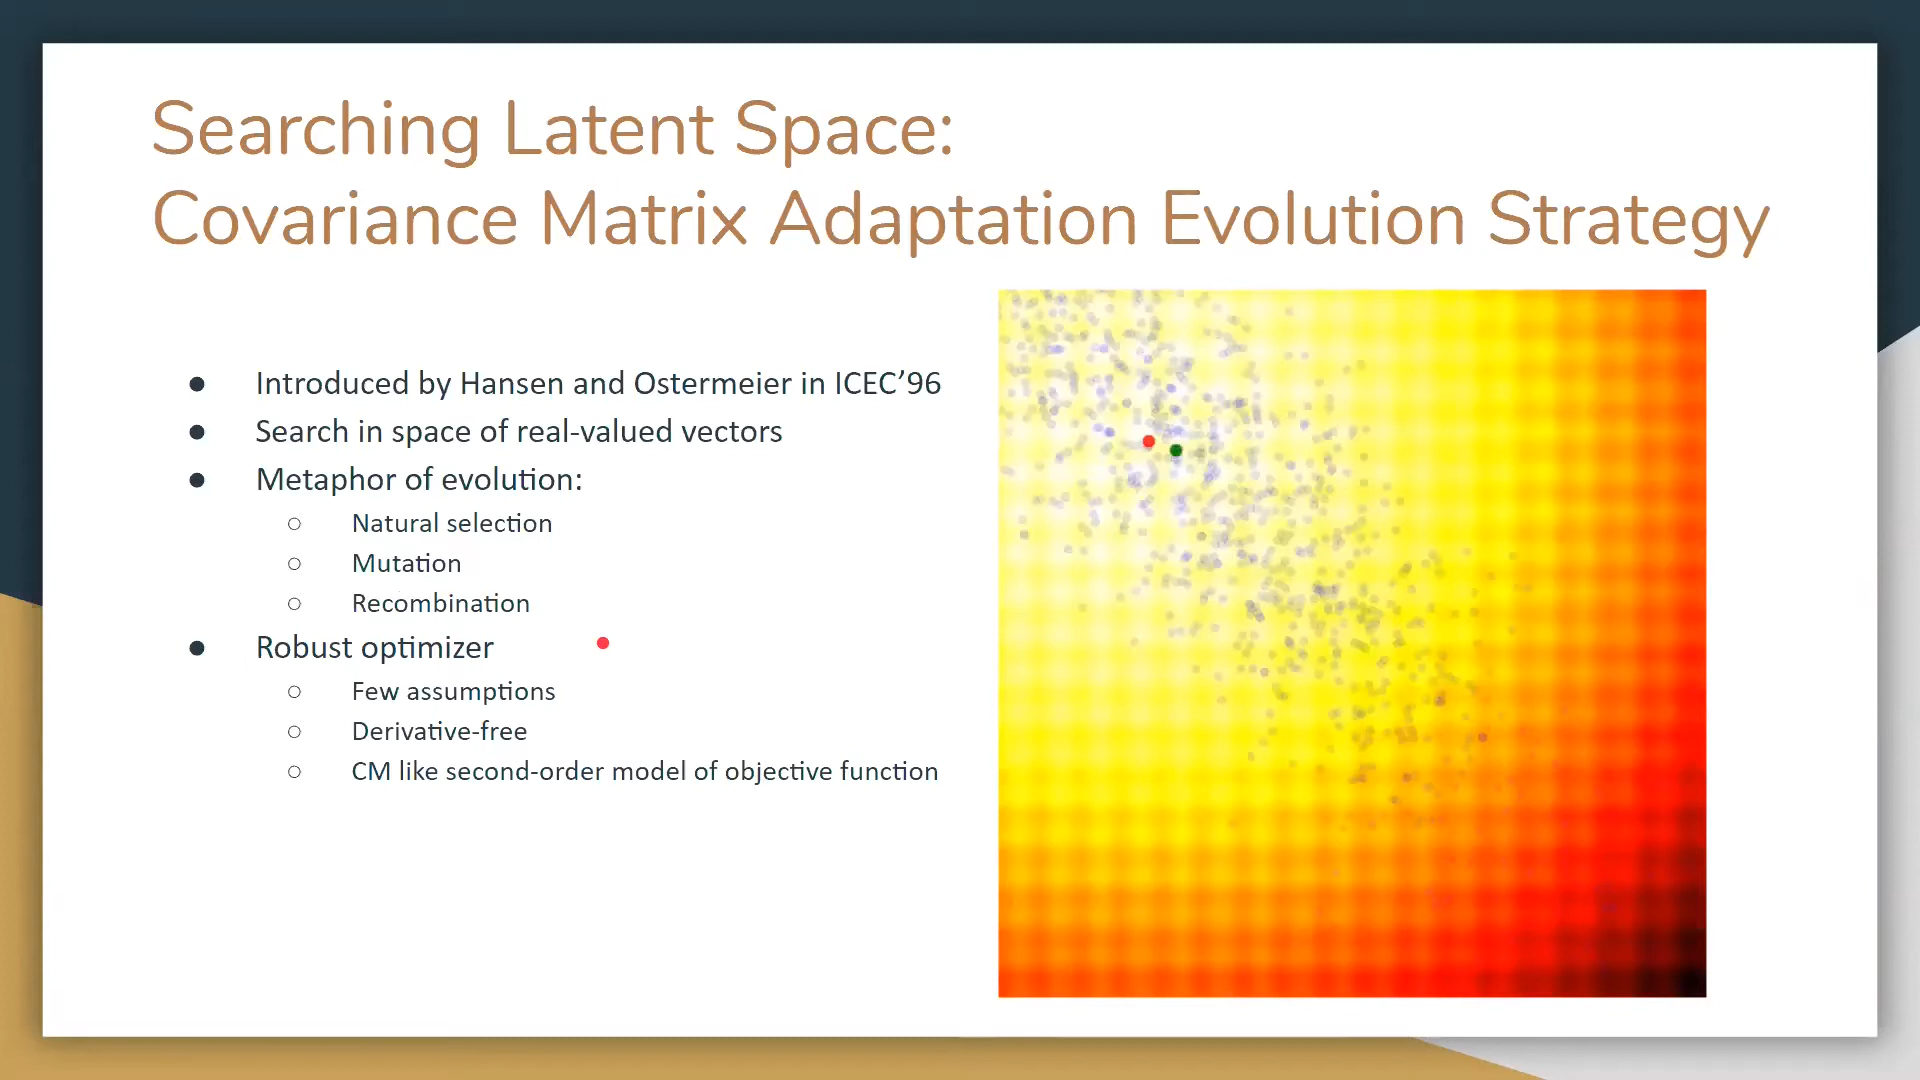 Searching Latent Space:
Covariance Matrix Adaptation Evolution Strategy
● Introduced by Hansen and Ostermeier in ICEC’96
● Search in space of real-valued vectors
● Metaphor of evolution:
○ Natural selection
○ Mutation
○ Recombination
● Robust optimizer
○ Few assumptions
○ Derivative-free
○ CM like second-order model of objective function